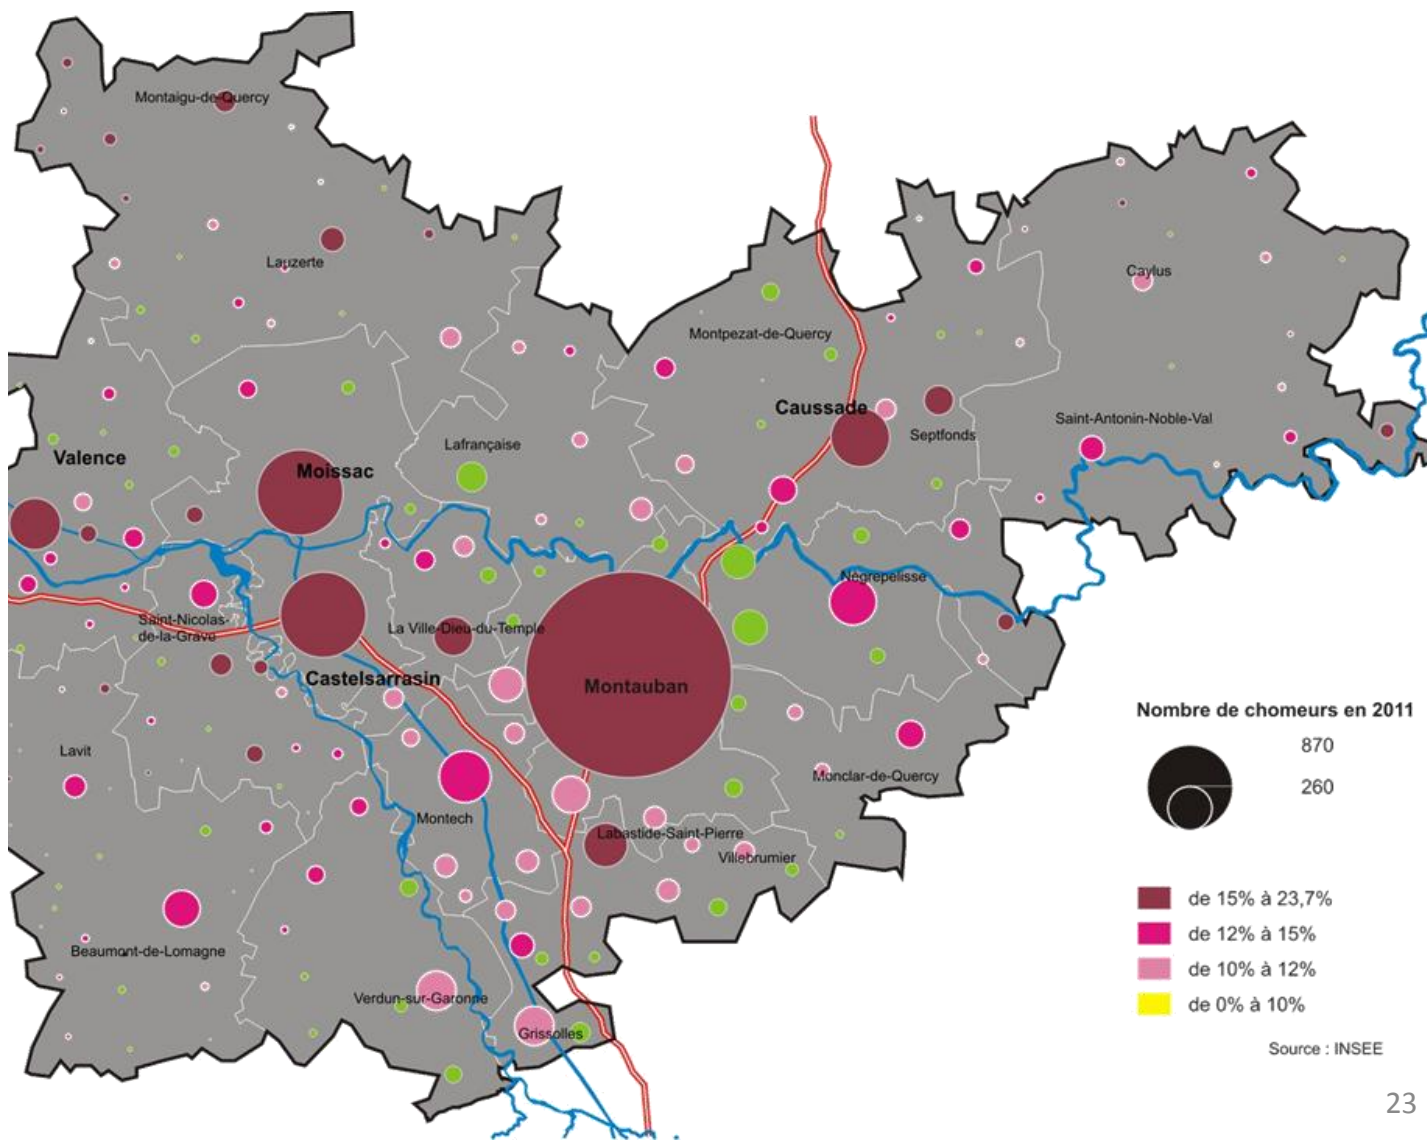 Montaigu-de-Quercy
Lauzerte
Caylus
Montpezat-de-Quercy
Caussade
Saint-Antonin-Noble-Val
Septfonds
Lafrançaise
Valence
Moissac
Négrepelisse
Saint-Nicolas-
de-la-Grave
La Ville-Dieu-du-Temple
Castelsarrasin
Montauban
Lavit
Monclar-de-Quercy
Montech
Labastide-Saint-Pierre
Villebrumier
Beaumont-de-Lomagne
Verdun-sur-Garonne
Grissolles
Nombre de chomeurs en 2011
870
260
de 15% à 23,7%
de 12% à 15%
de 10% à 12%
de 0% à 10%
Source : INSEE
23